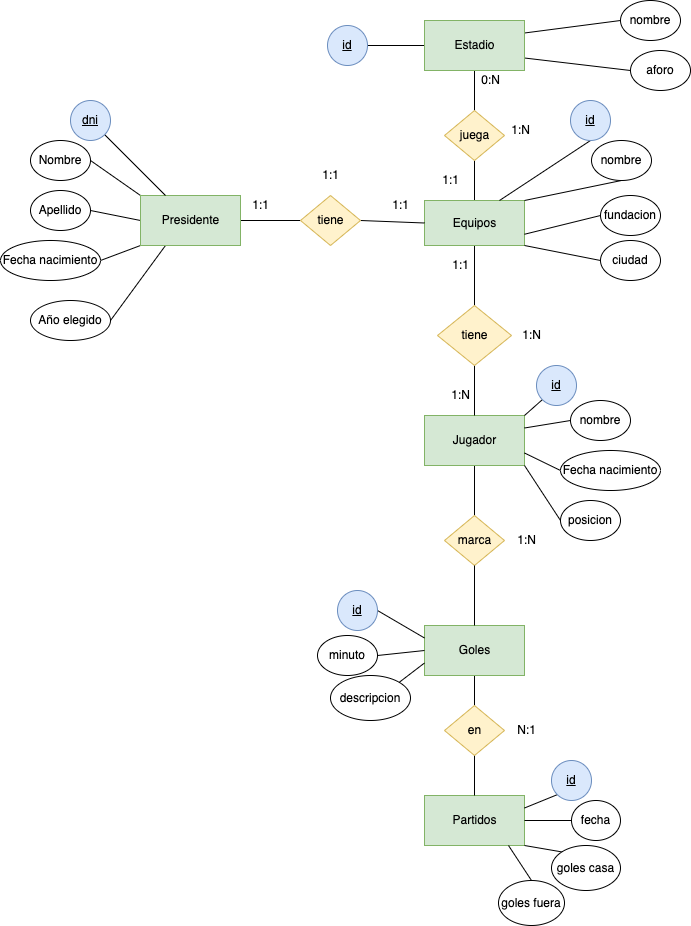 nombre
id
Estadio
aforo
0:N
dni
id
juega
1:N
Nombre
nombre
1:1
1:1
Apellido
1:1
1:1
fundacion
Presidente
tiene
Equipos
Fecha nacimiento
ciudad
1:1
Año elegido
tiene
1:N
id
1:N
nombre
Jugador
Fecha nacimiento
posicion
marca
1:N
id
minuto
Goles
descripcion
en
N:1
id
Partidos
fecha
goles casa
goles fuera